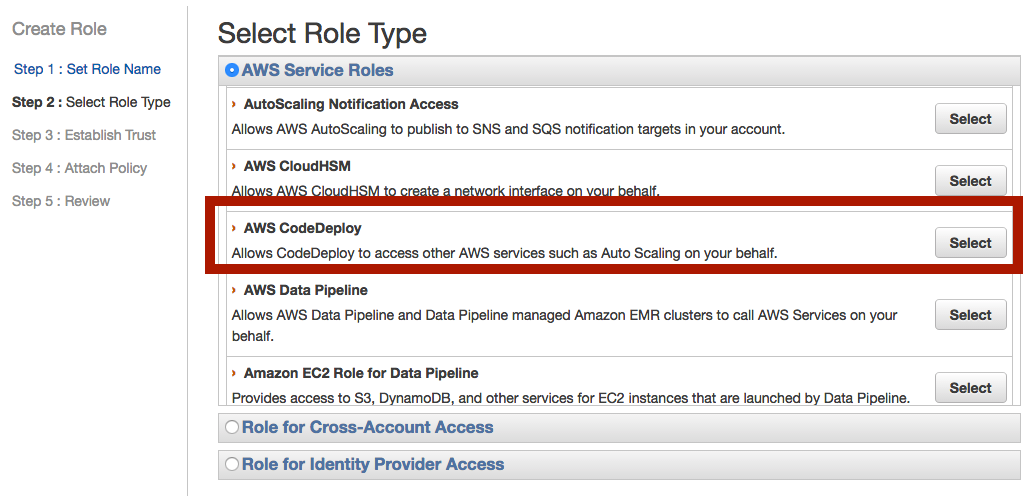 Create Role
Step 1 : Set Role Name
Step 2 : Select Role Type
Step 3 : Establish Trust
Step 4 : Attach Policy
Step 5 : Review
Select Role Type
AWS Service Roles
› AutoScaling Notification Access
Allows AWS AutoScaling to publish to SNS and SQS notification targets in your account.
Select
› AWS CloudHSM
Allows AWS CloudHSM to create a network interface on your behalf.
Select
› AWS CodeDeploy
Allows CodeDeploy to access other AWS services such as Auto Scaling on your behalf.
Select
› AWS Data Pipeline
Allows AWS Data Pipeline and Data Pipeline managed Amazon EMR clusters to call AWS Services on your
behalf.
Select
› Amazon EC2 Role for Data Pipeline
Provides access to S3, DynamoDB, and other services for EC2 instances that are launched by Data Pipeline.
Select
Role for Cross-Account Access
Role for Identity Provider Access